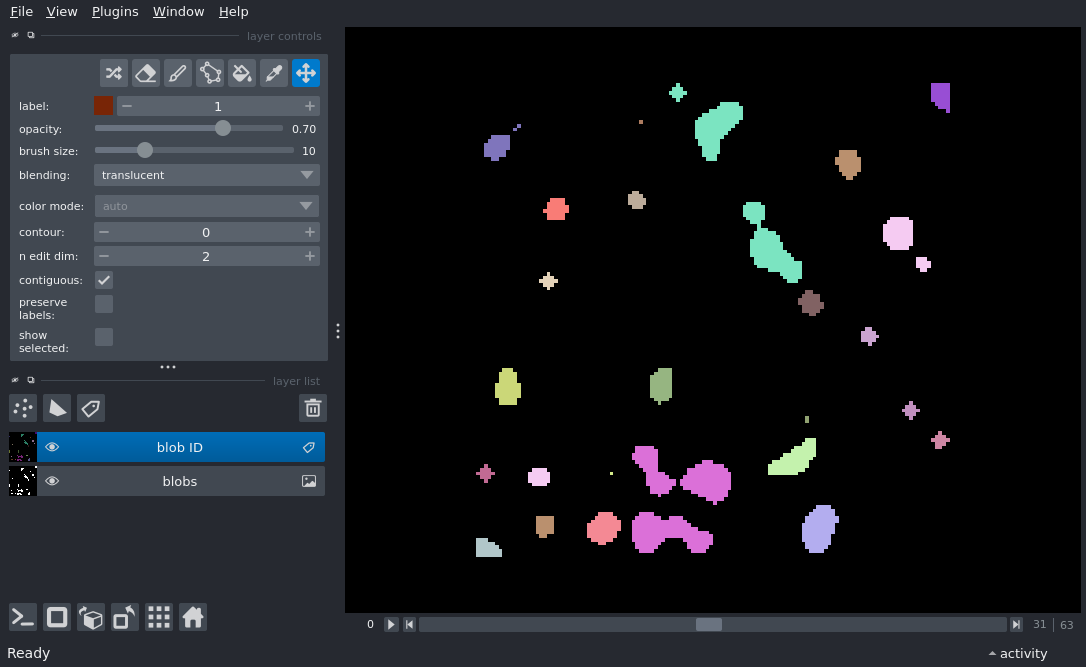 File View Plugins Window Help
layer controls
label: 1
opacity: 0.70
brush size: 10
blending: translucent
color mode: auto
contour: 0
n edit dim: 2
contiguous:
preserve
labels:
show
selected:
layer list
blob ID
blobs
0 31 | 63
Ready activity